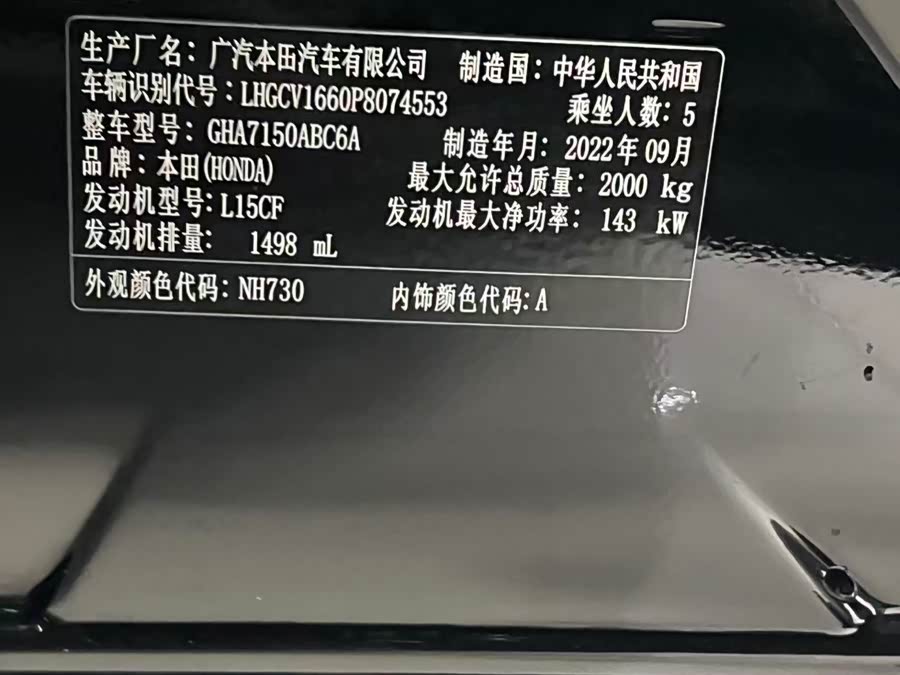 生产厂名：广汽本田汽车有限公司 制造国：中华人民共和国
车辆识别代号：LHGCV1660P8074553 乘坐人数：5
整车型号：GHA7150ABC6A 制造年月：2022年09月
品牌：本田(HONDA) 最大允许总质量：2000 kg
发动机型号：L15CF 发动机最大净功率：143 kW
发动机排量：1498 mL
外观颜色代码：NH730 内饰颜色代码：A